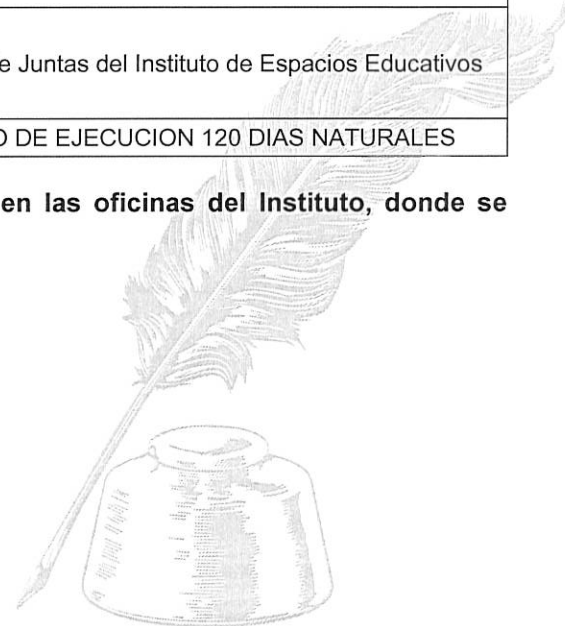 e Juntas del Instituto de Espacios Educativos
O DE EJECUCION 120 DIAS NATURALES
en las oficinas del Instituto, donde se